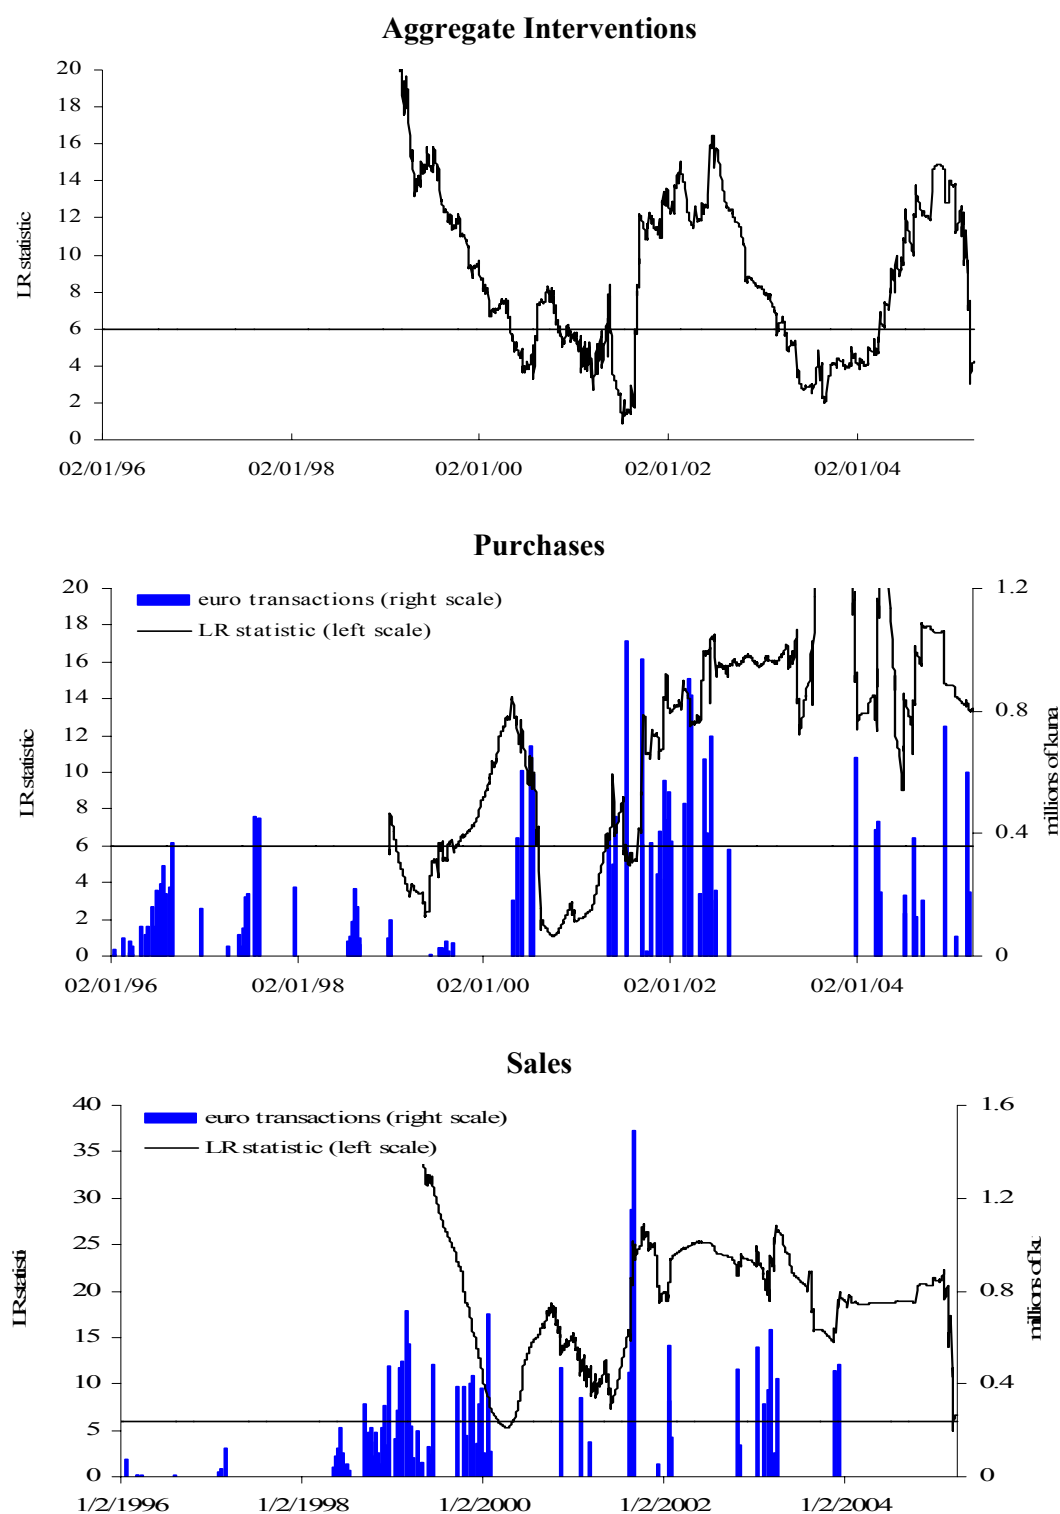 Aggregate Interventions
20
18
16
14
12
10
8
6
4
2
0
LR statistic
02/01/96 02/01/98 02/01/00 02/01/02 02/01/04
Purchases
euro transactions (right scale)
LR statistic (left scale)
20
18
16
14
12
10
8
6
4
2
0
LR statistic
1.2
0.8
0.4
0
millions of kuna
02/01/96 02/01/98 02/01/00 02/01/02 02/01/04
Sales
euro transactions (right scale)
LR statistic (left scale)
40
35
30
25
20
15
10
5
0
LR statisti
1.6
1.2
0.8
0.4
0
millions of ku
1/2/1996 1/2/1998 1/2/2000 1/2/2002 1/2/2004